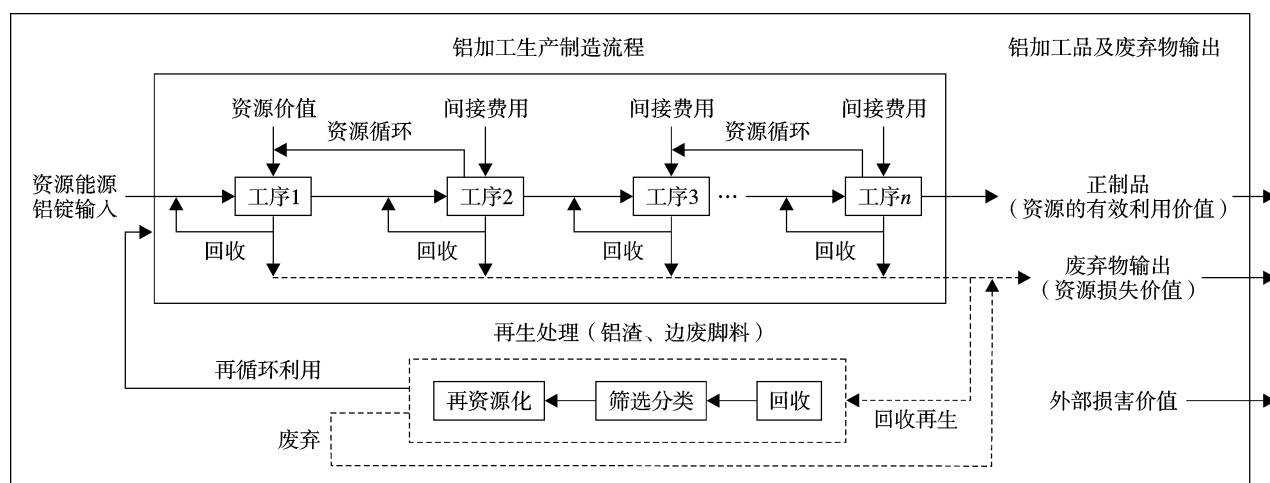 铝加工生产制造流程
铝加工品及废弃物输出
资源价值
间接费用
间接费用
间接费用
资源循环
资源循环
资源能源
铝锭输入
工序1
工序2
工序3
…
工序n
正制品
（资源的有效利用价值）
回收
回收
回收
回收
废弃物输出
（资源损失价值）
再生处理（铝渣、边废脚料）
再循环利用
再资源化
筛选分类
回收
回收再生
外部损害价值
废弃